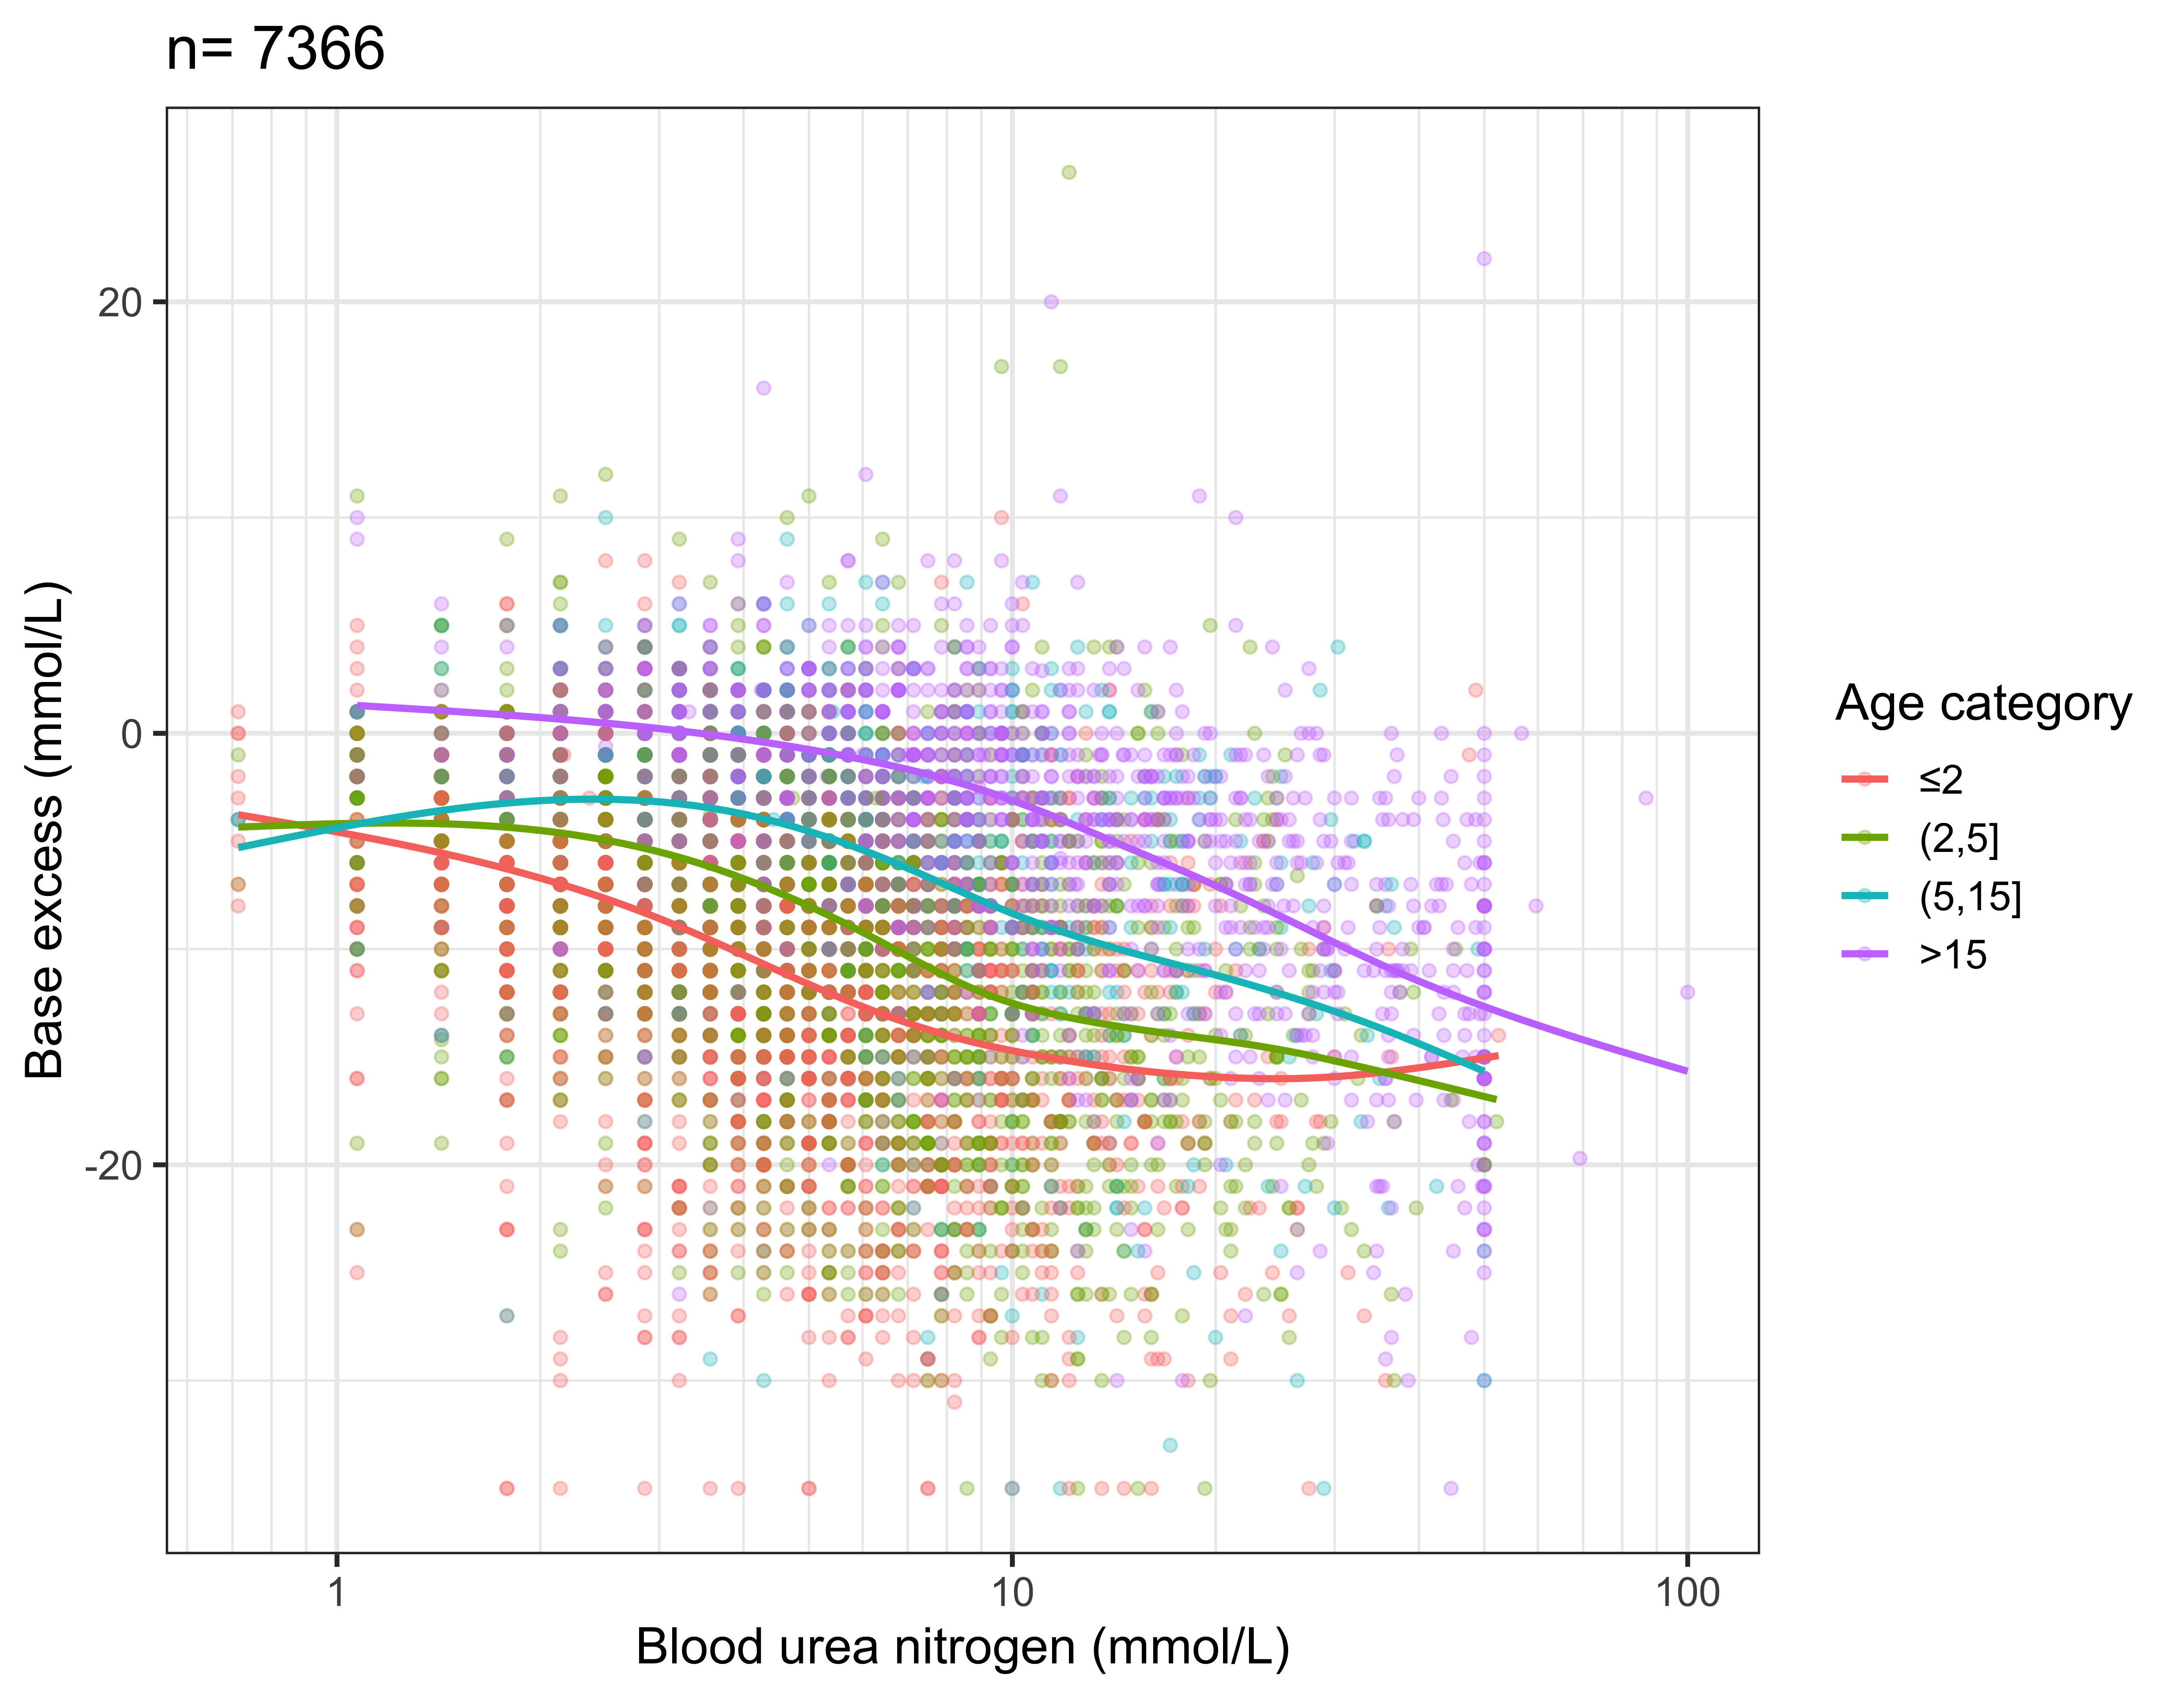 n= 7366
20
0
-20
Base excess (mmol/L)
1
10
100
Blood urea nitrogen (mmol/L)
Age category
≤2
(2,5]
(5,15]
>15